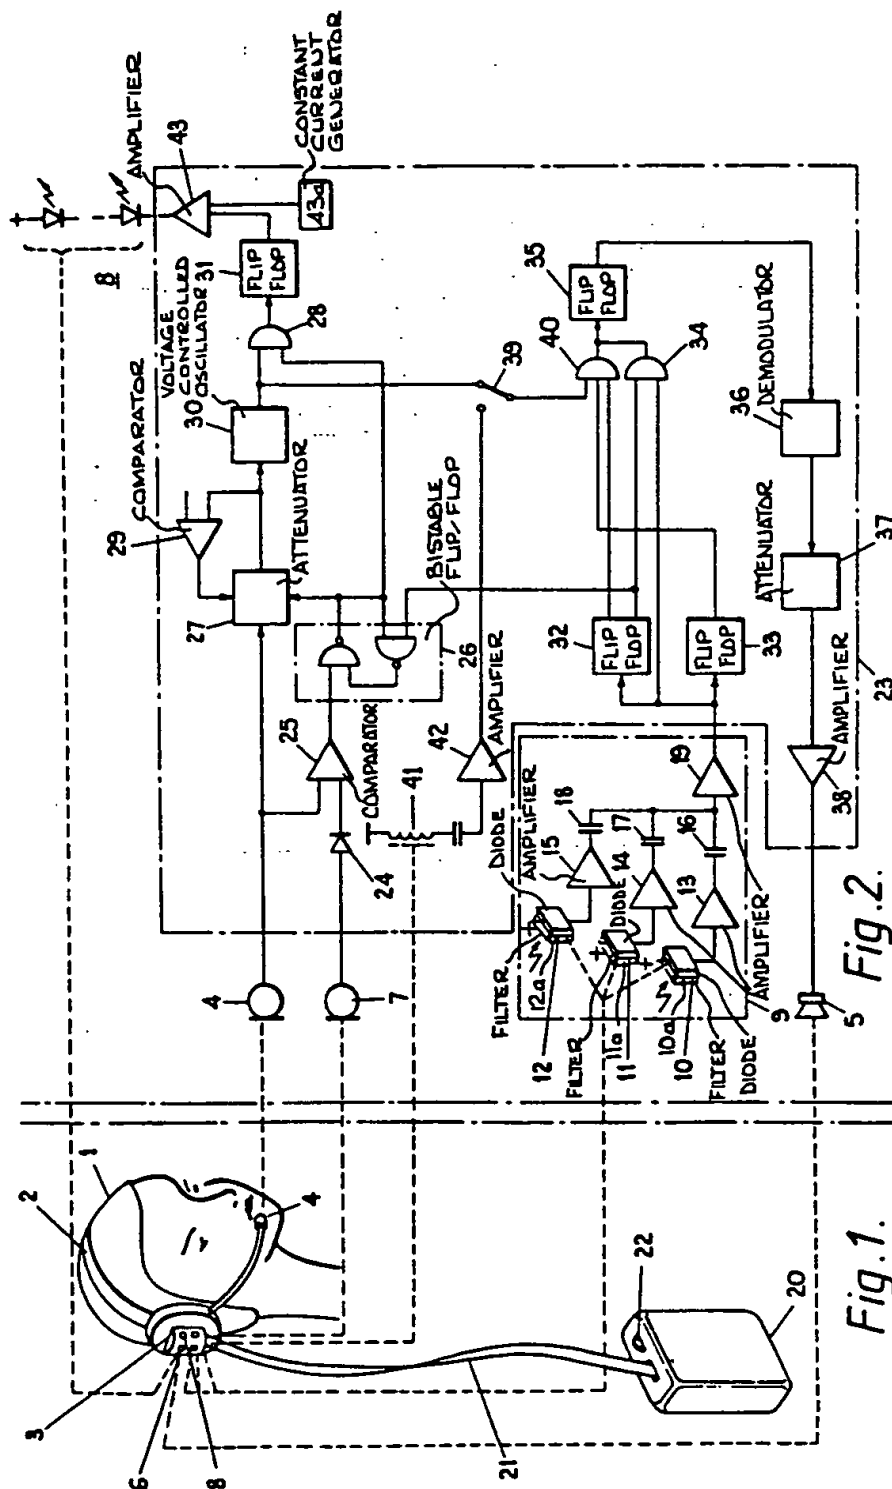 Fig. 1.
1
2
3
4
6
8
20
21
22
Fig. 2.
4
7
5
8
+
AMPLIFIER
43
CONSTANT
CURRENT
GENERATOR
43a
FLIP
FLOP
31
28
VOLTAGE
CONTROLLED
OSCILLATOR
30
COMPARATOR
29
ATTENUATOR
27
BISTABLE
FLIP/FLOP
26
25
COMPARATOR
24
41
42
AMPLIFIER
39
40
34
FLIP
FLOP
35
DEMODULATOR
36
ATTENUATOR
37
AMPLIFIER
38
23
FLIP
FLOP
32
FLIP
FLOP
33
19
18
17
16
AMPLIFIER
15
14
13
DIODE
DIODE
DIODE
FILTER
12a
12
FILTER
11a
11
+
+
+
10a
10
FILTER
9
AMPLIFIER